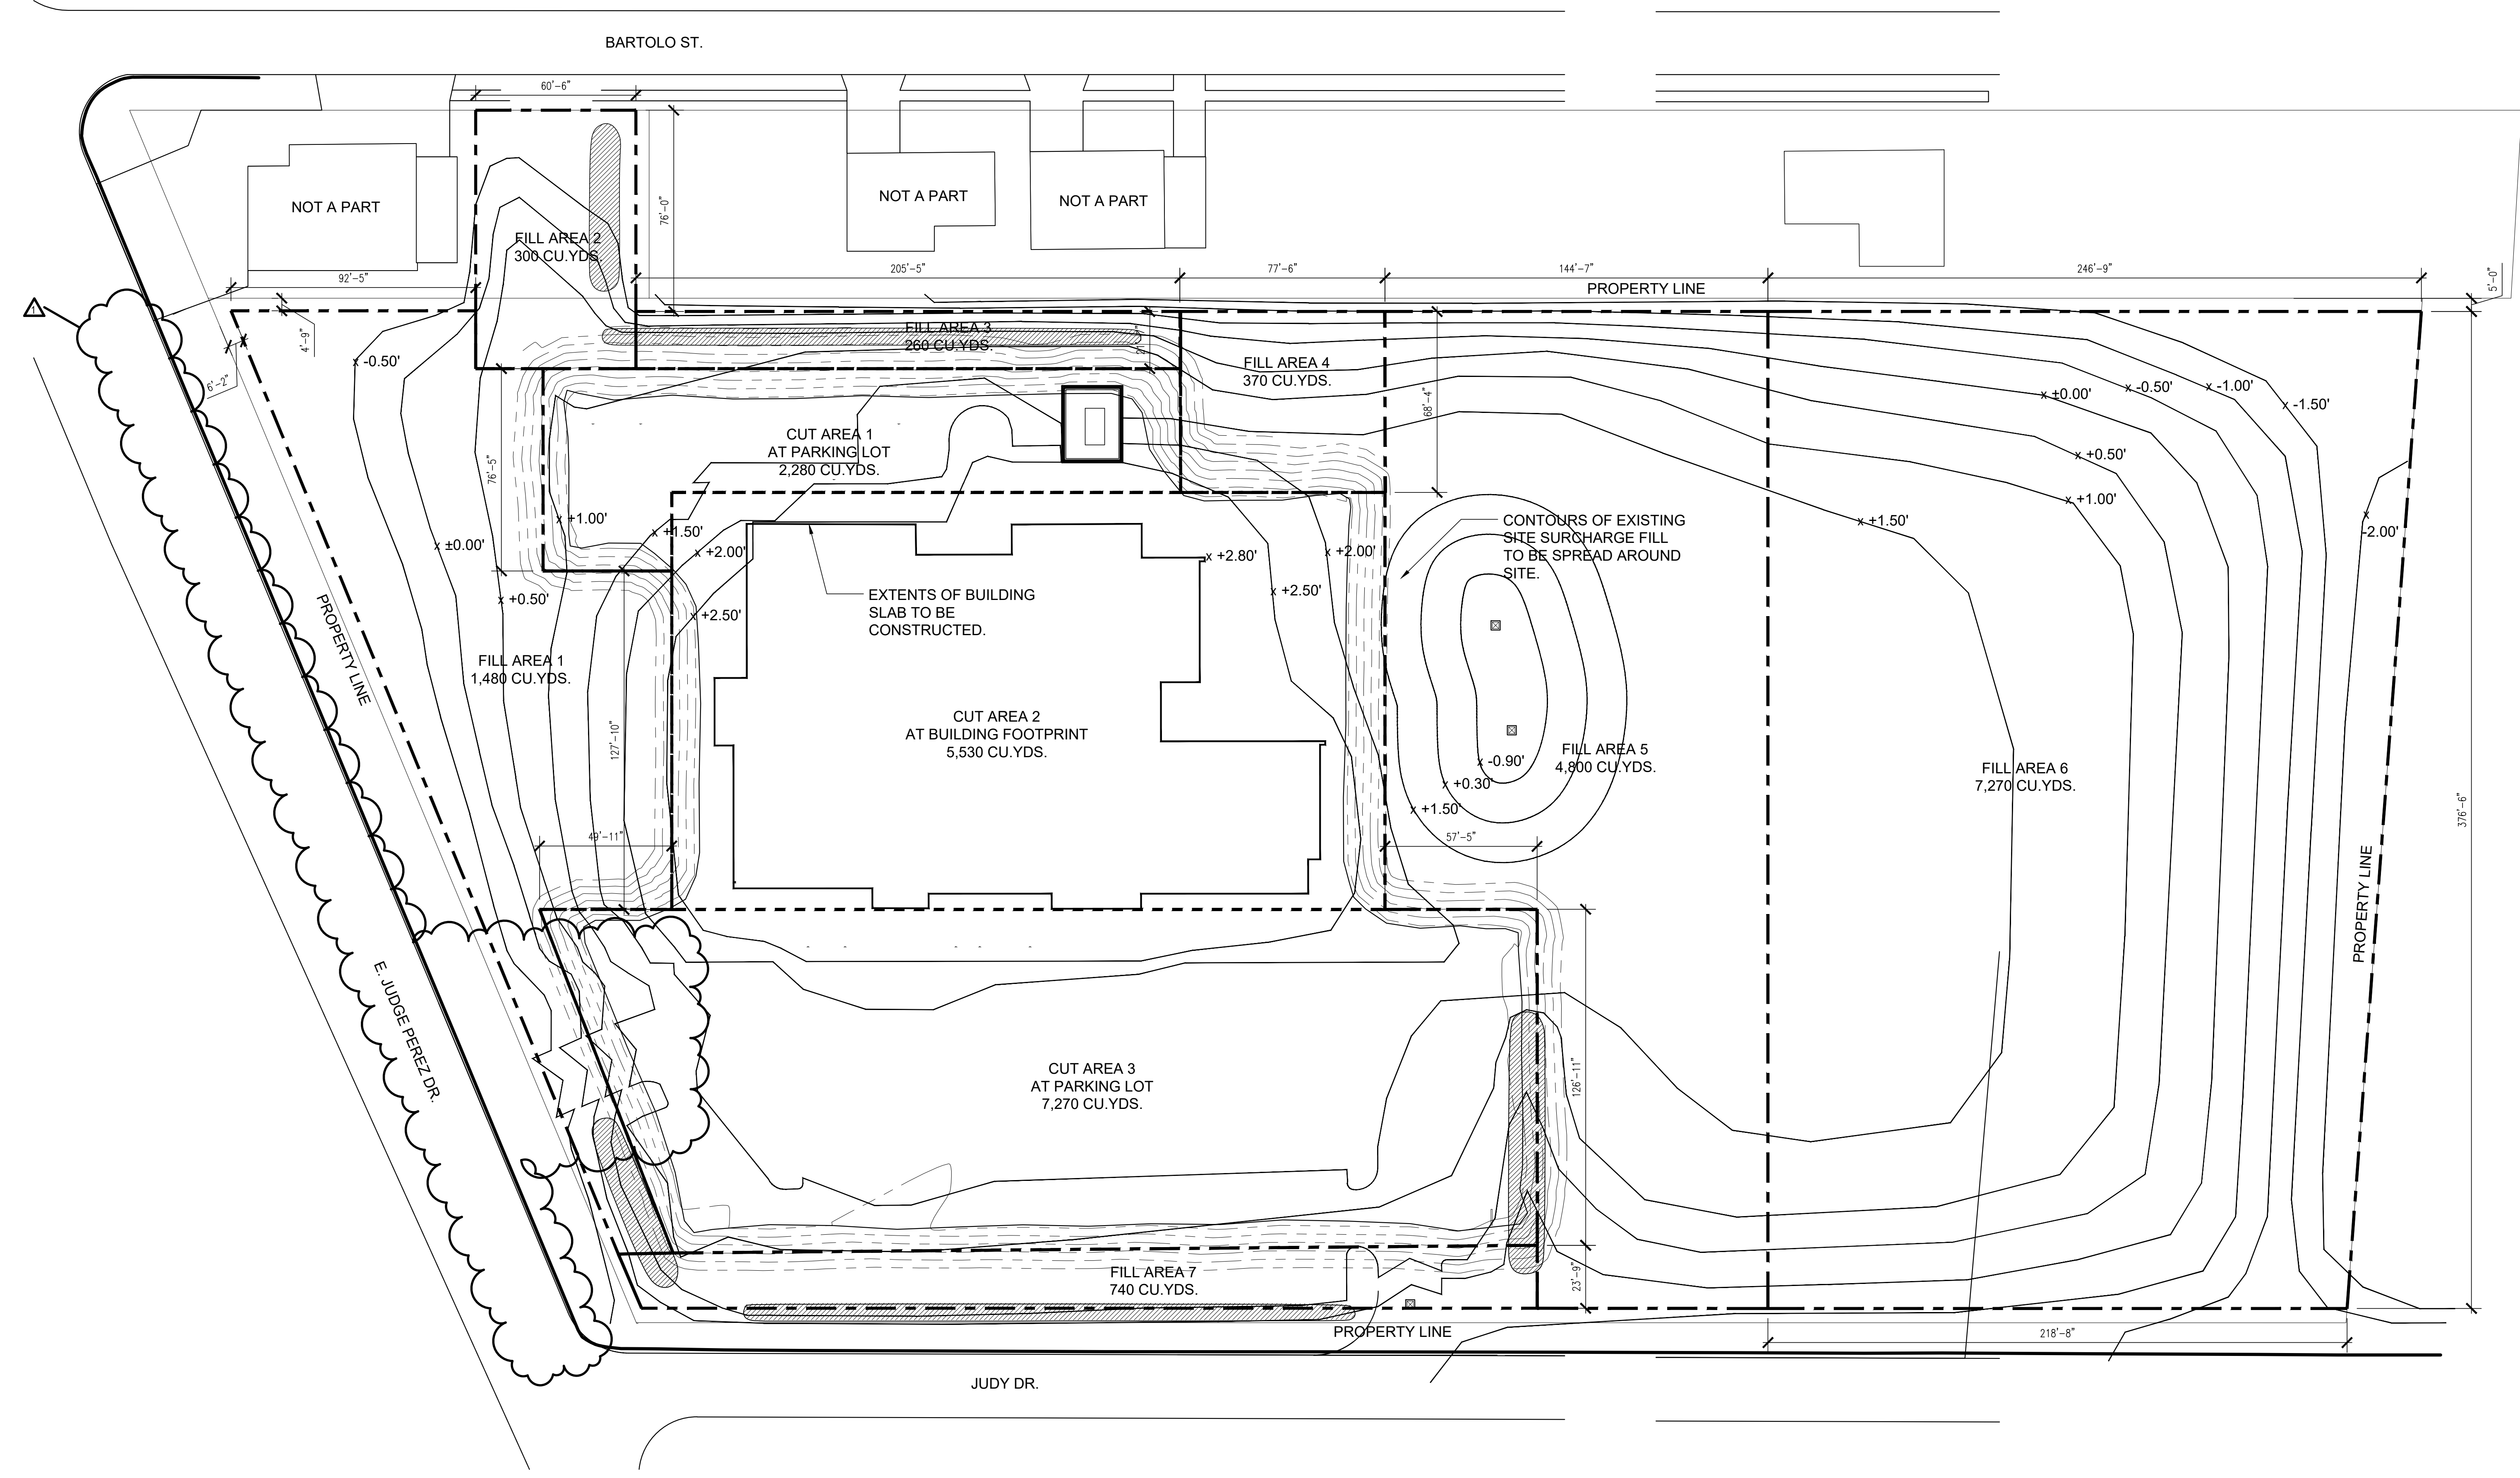 BARTOLO ST.
60'-6"
NOT A PART
NOT A PART
NOT A PART
76'-0"
FILL AREA 2
300 CU.YDS.
92'-5"
205'-5"
77'-6"
144'-7"
246'-9"
5'-0"
PROPERTY LINE
1
4'-9"
6'-2"
FILL AREA 3
260 CU.YDS.
FILL AREA 4
370 CU.YDS.
x -0.50'
x ±0.00'
x -0.50'
x -1.00'
x -1.50'
68'-4"
CUT AREA 1
AT PARKING LOT
2,280 CU.YDS.
76'-5"
x +0.50'
x +1.00'
x +1.00'
x +1.50'
x +2.00'
x +2.50'
x ±0.00'
x +0.50'
x +2.80'
x +2.00'
x +2.50'
CONTOURS OF EXISTING
SITE SURCHARGE FILL
TO BE SPREAD AROUND
SITE.
x +1.50'
x
-2.00'
EXTENTS OF BUILDING
SLAB TO BE
CONSTRUCTED.
PROPERTY LINE
FILL AREA 1
1,480 CU.YDS.
127'-10"
CUT AREA 2
AT BUILDING FOOTPRINT
5,530 CU.YDS.
x -0.90'
x +0.30'
x +1.50'
FILL AREA 5
4,800 CU.YDS.
FILL AREA 6
7,270 CU.YDS.
376'-6"
49'-11"
57'-5"
PROPERTY LINE
E. JUDGE PEREZ DR.
CUT AREA 3
AT PARKING LOT
7,270 CU.YDS.
126'-11"
FILL AREA 7
740 CU.YDS.
23'-9"
PROPERTY LINE
218'-8"
JUDY DR.